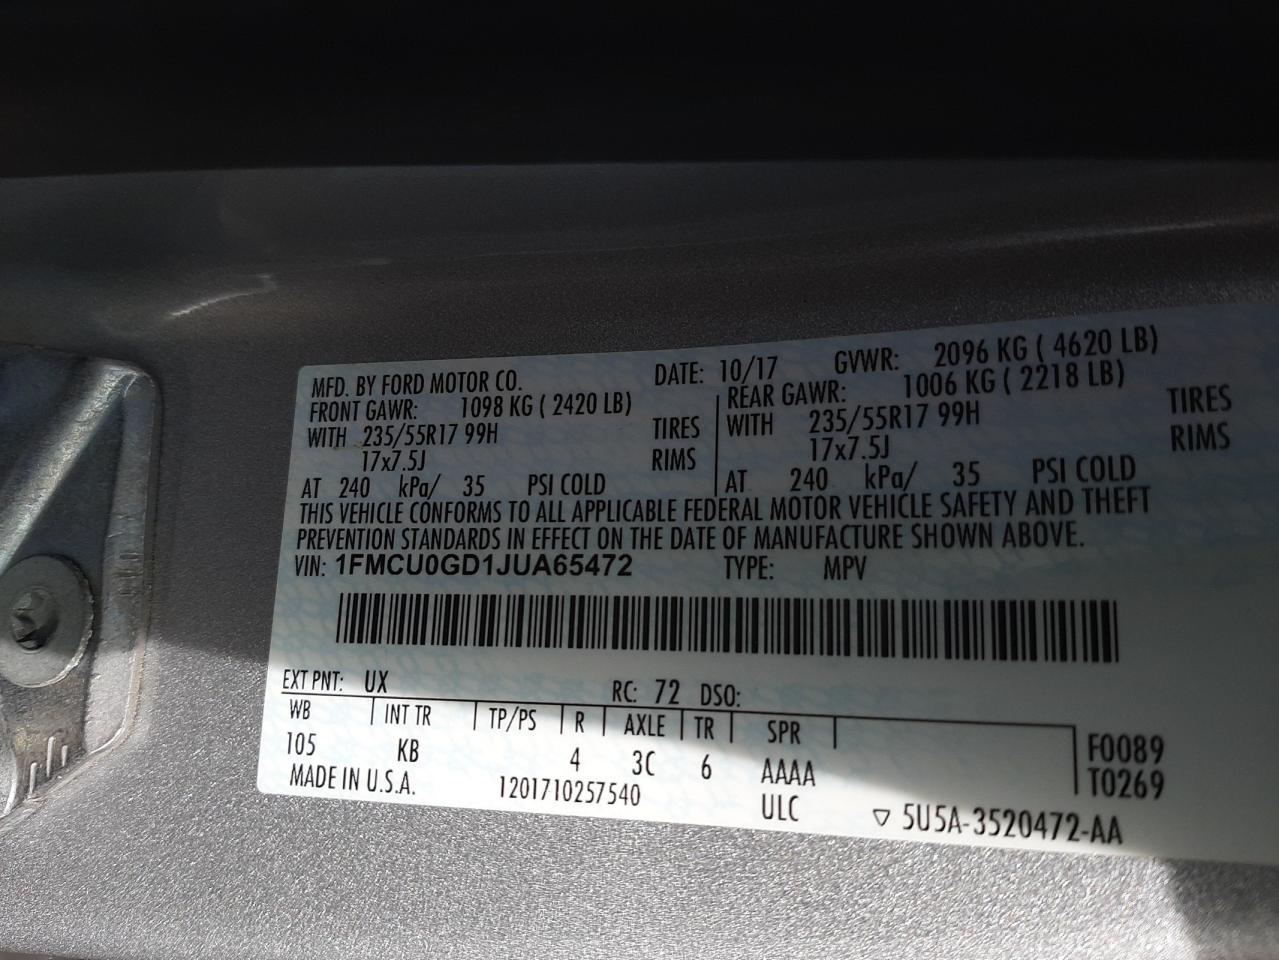 MFD. BY FORD MOTOR CO. DATE: 10/17 GVWR: 2096 KG ( 4620 LB)
FRONT GAWR: 1098 KG ( 2420 LB) REAR GAWR: 1006 KG ( 2218 LB)
WITH 235/55R17 99H TIRES WITH 235/55R17 99H TIRES
17x7.5J RIMS 17x7.5J RIMS
AT 240 kPa/ 35 PSI COLD AT 240 kPa/ 35 PSI COLD
THIS VEHICLE CONFORMS TO ALL APPLICABLE FEDERAL MOTOR VEHICLE SAFETY AND THEFT
PREVENTION STANDARDS IN EFFECT ON THE DATE OF MANUFACTURE SHOWN ABOVE.
VIN: 1FMCU0GD1JUA65472 TYPE: MPV
EXT PNT: UX RC: 72 DSO:
WB INT TR TP/PS R AXLE TR SPR
105 KB 4 3C 6 AAAA F0089
T0269
MADE IN U.S.A. 1201710257540 ULC ▽ 5U5A-3520472-AA